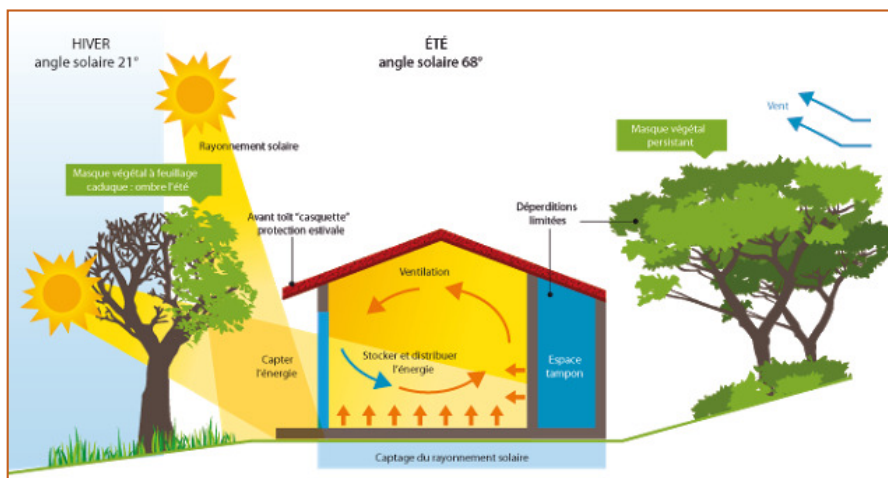 HIVER
angle solaire 21°
ÉTÉ
angle solaire 68°
Rayonnement solaire
Masque végétal à feuillage
caduque : ombre l'été
Avant toît "casquette"
protection estivale
Ventilation
Déperditions
limitées
Masque végétal
persistant
Vent
Capter
l'énergie
Stocker et distribuer
l'énergie
Espace
tampon
Captage du rayonnement solaire